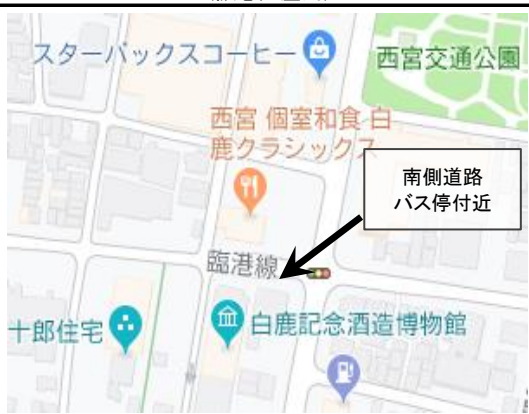 スターバックスコーヒー
西宮交通公園
西宮 個室和食 白
鹿クラシックス
南側道路
バス停付近
臨港線
十郎住宅
白鹿記念酒造博物館